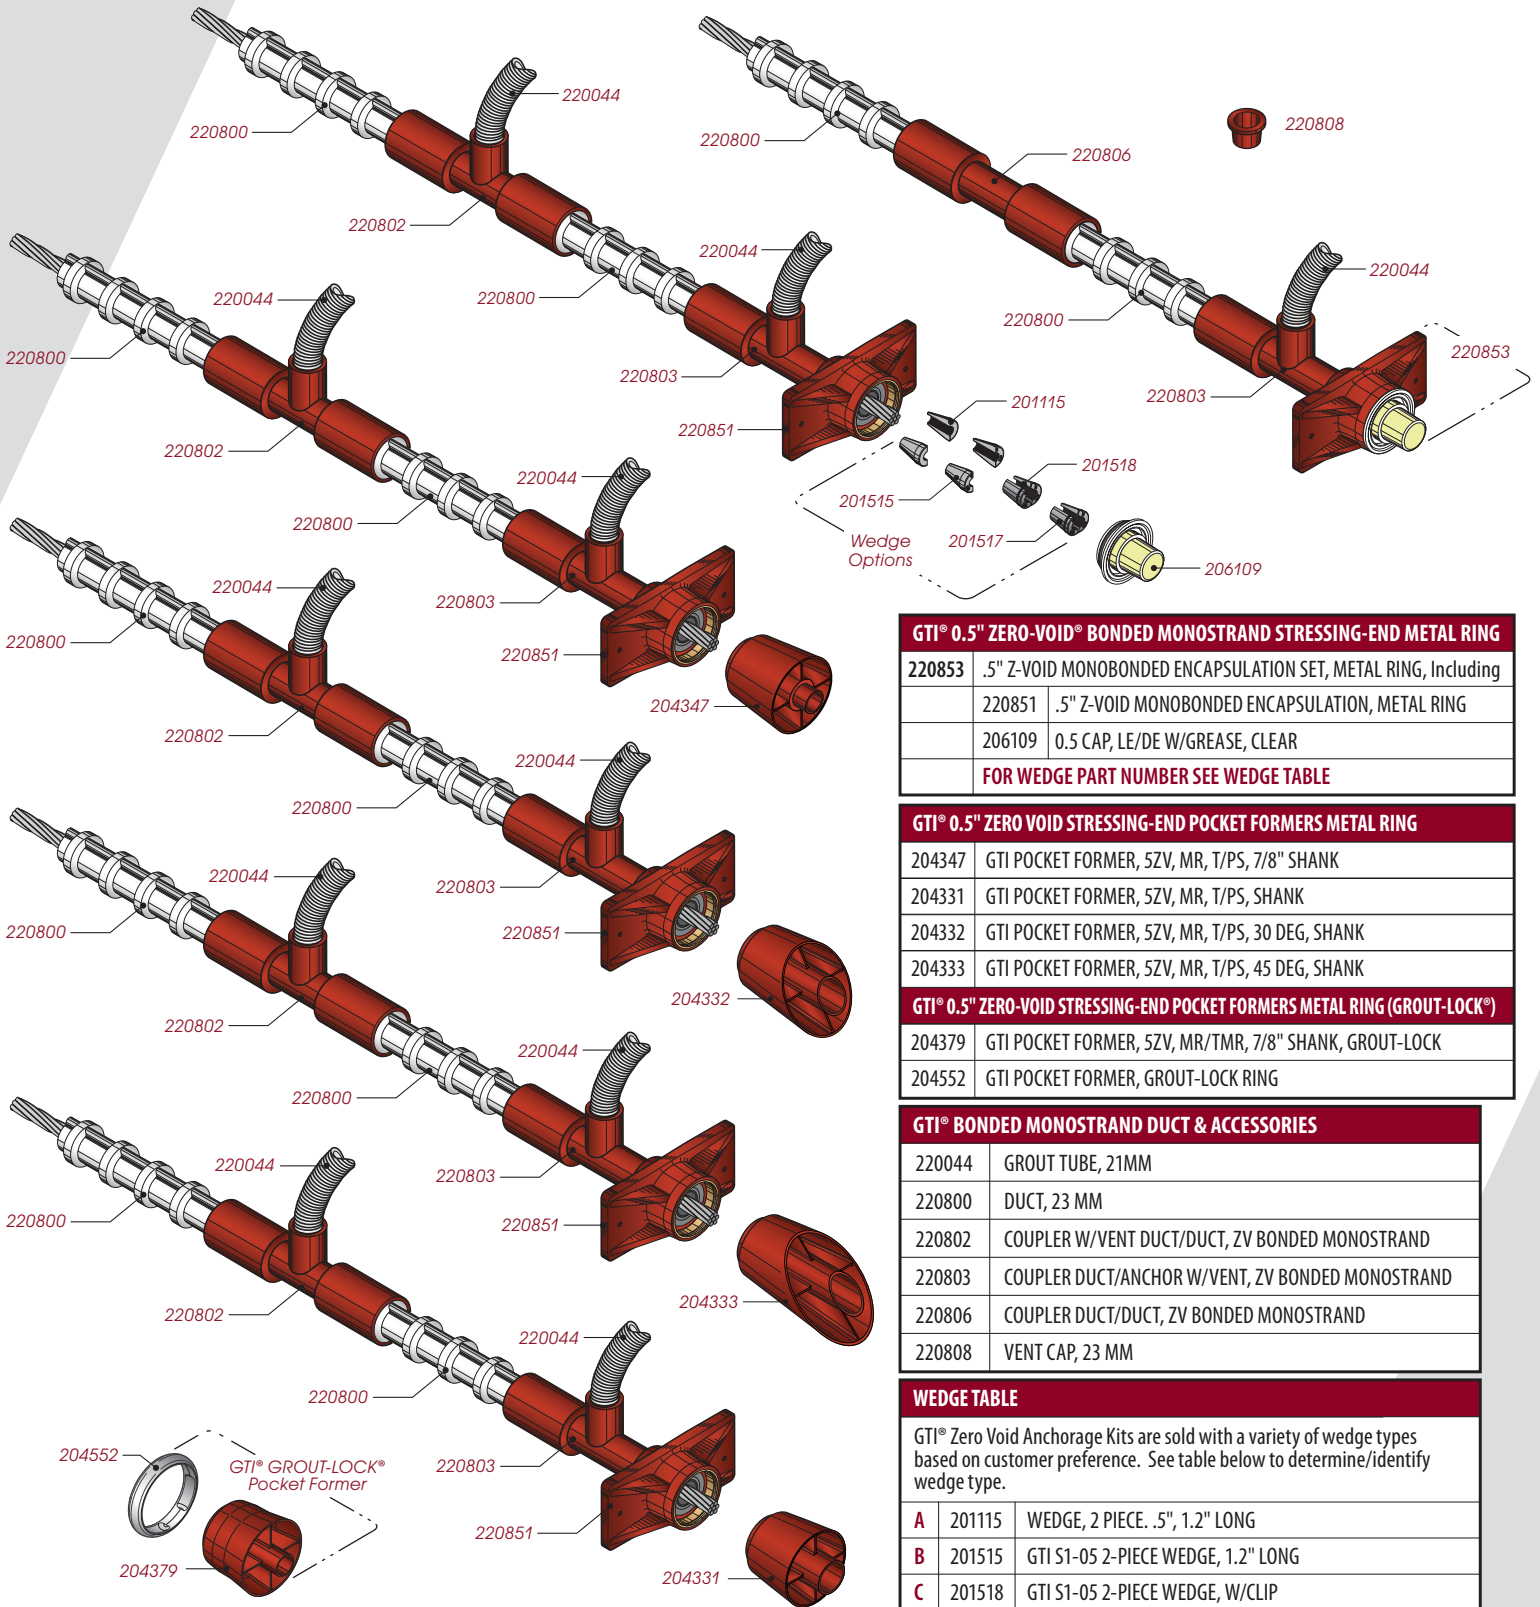 220044
220800
220802
220044
220800
220803
220851
201115
201515
201518
201517
Wedge
Options
206109
220800
220806
220808
220044
220800
220803
220853
220044
220800
220802
220044
220800
220803
220851
204347
220044
220800
220802
220044
220800
220803
220851
204332
220044
220800
220802
220044
220800
220803
220851
204333
220044
220800
220802
220044
220800
220803
220851
204331
204552
GTI® GROUT-LOCK®
Pocket Former
204379
GTI® 0.5" ZERO-VOID® BONDED MONOSTRAND STRESSING-END METAL RING
220853 .5" Z-VOID MONOBONDED ENCAPSULATION SET, METAL RING, Including
220851 .5" Z-VOID MONOBONDED ENCAPSULATION, METAL RING
206109 0.5 CAP, LE/DE W/GREASE, CLEAR
FOR WEDGE PART NUMBER SEE WEDGE TABLE
GTI® 0.5" ZERO VOID STRESSING-END POCKET FORMERS METAL RING
204347 GTI POCKET FORMER, 5ZV, MR, T/PS, 7/8" SHANK
204331 GTI POCKET FORMER, 5ZV, MR, T/PS, SHANK
204332 GTI POCKET FORMER, 5ZV, MR, T/PS, 30 DEG, SHANK
204333 GTI POCKET FORMER, 5ZV, MR, T/PS, 45 DEG, SHANK
GTI® 0.5" ZERO-VOID STRESSING-END POCKET FORMERS METAL RING (GROUT-LOCK®)
204379 GTI POCKET FORMER, 5ZV, MR/TMR, 7/8" SHANK, GROUT-LOCK
204552 GTI POCKET FORMER, GROUT-LOCK RING
GTI® BONDED MONOSTRAND DUCT & ACCESSORIES
220044 GROUT TUBE, 21MM
220800 DUCT, 23 MM
220802 COUPLER W/VENT DUCT/DUCT, ZV BONDED MONOSTRAND
220803 COUPLER DUCT/ANCHOR W/VENT, ZV BONDED MONOSTRAND
220806 COUPLER DUCT/DUCT, ZV BONDED MONOSTRAND
220808 VENT CAP, 23 MM
WEDGE TABLE
GTI® Zero Void Anchorage Kits are sold with a variety of wedge types
based on customer preference. See table below to determine/identify
wedge type.
A 201115 WEDGE, 2 PIECE. .5", 1.2" LONG
B 201515 GTI S1-05 2-PIECE WEDGE, 1.2" LONG
C 201518 GTI S1-05 2-PIECE WEDGE, W/CLIP